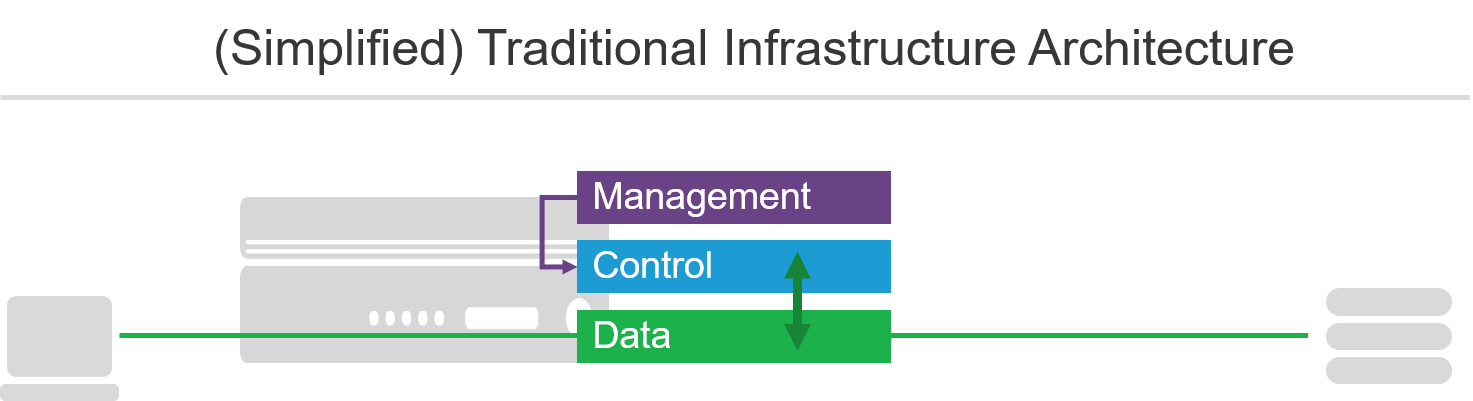 (Simplified) Traditional Infrastructure Architecture
Management
Control
Data